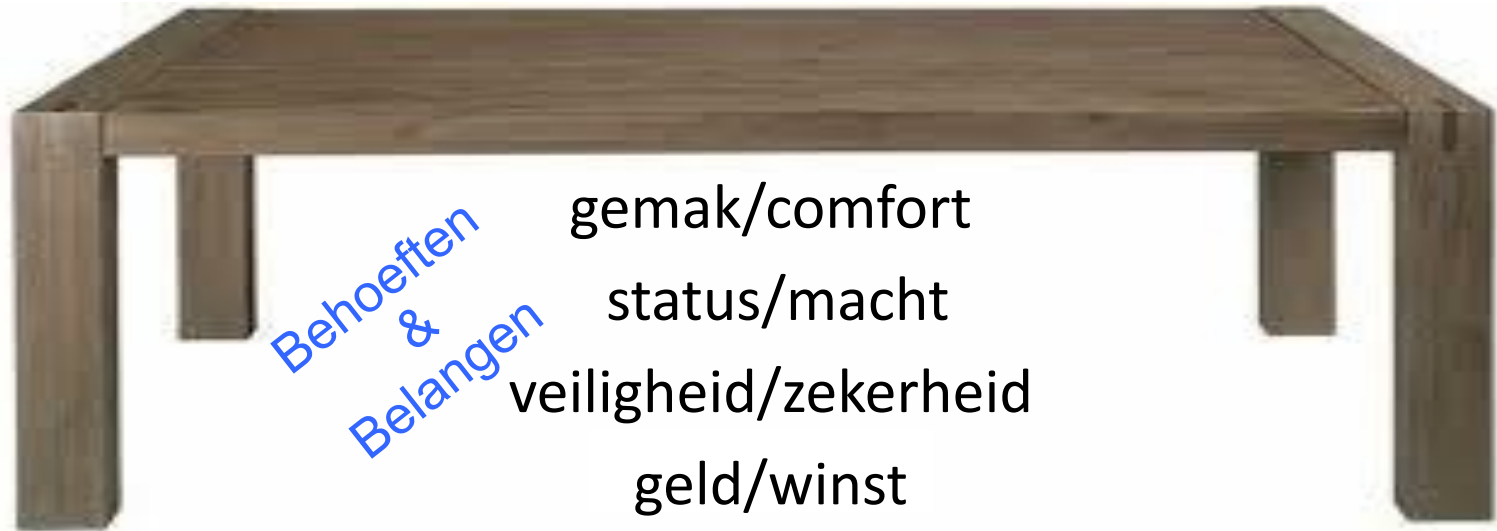 Behoeften
&
Belangen
gemak/comfort
status/macht
veiligheid/zekerheid
geld/winst